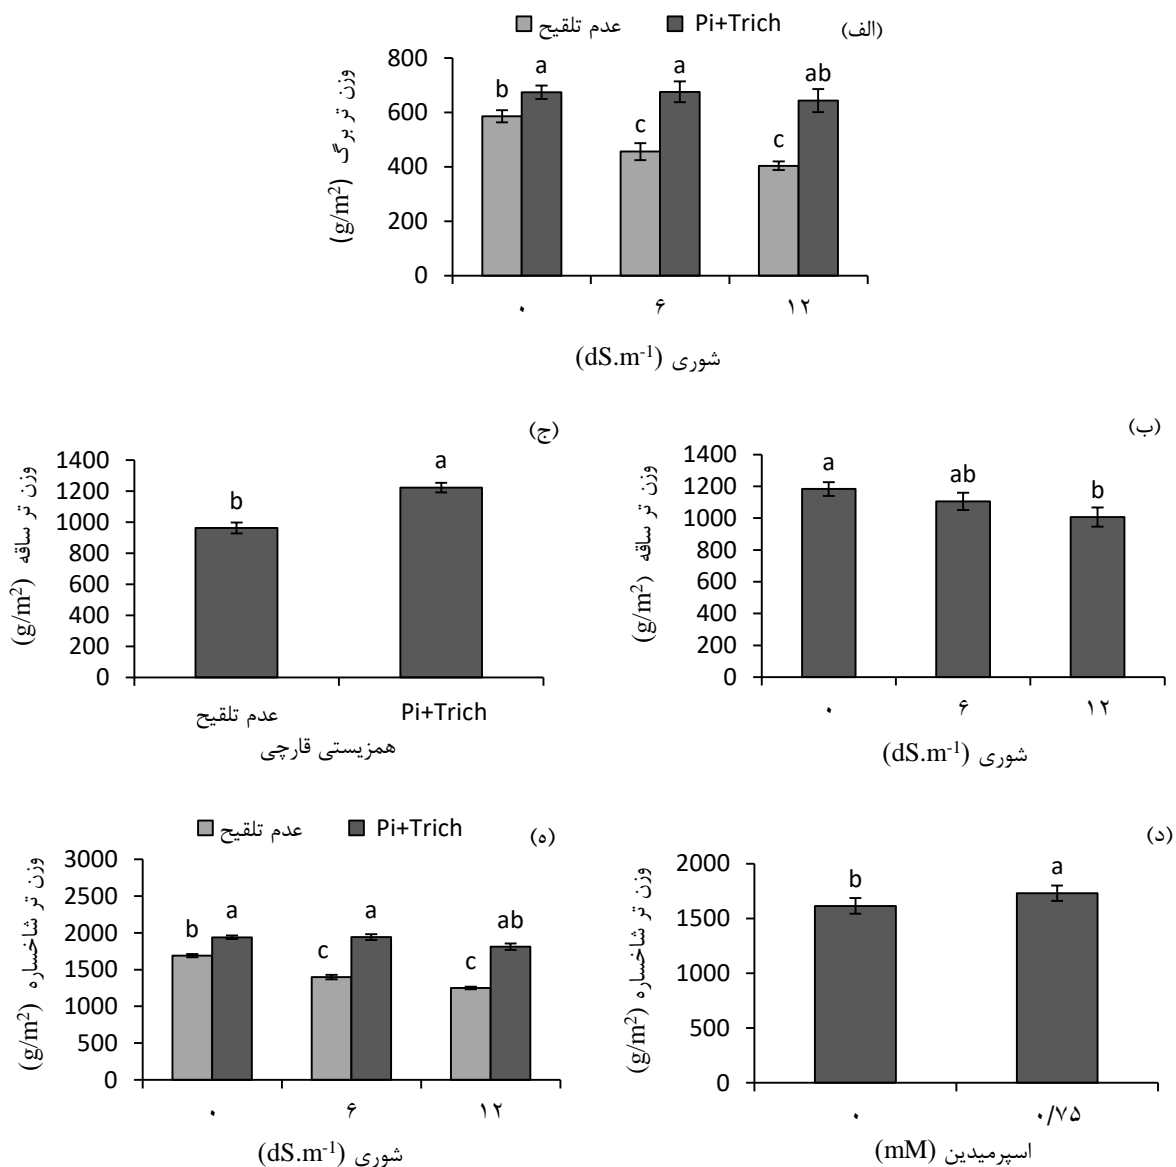 عدم تلقیح Pi+Trich
(الف)
وزن تر برگ (g/m²)
800
600
400
200
0
b a
c a
c ab
۰ ۶ ۱۲
شوری (dS.m⁻¹)
(ب)
وزن تر ساقه (g/m²)
1400
1200
1000
800
600
400
200
0
a ab b
۰ ۶ ۱۲
شوری (dS.m⁻¹)
(ج)
وزن تر ساقه (g/m²)
1400
1200
1000
800
600
400
200
0
b a
عدم تلقیح Pi+Trich
همزیستی قارچی
(د)
وزن تر شاخساره (g/m²)
2000
1500
1000
500
0
b a
۰ ۰/۷۵
اسپرمیدین (mM)
عدم تلقیح Pi+Trich
(ه)
وزن تر شاخساره (g/m²)
3000
2500
2000
1500
1000
500
0
b a
c a
c ab
۰ ۶ ۱۲
شوری (dS.m⁻¹)